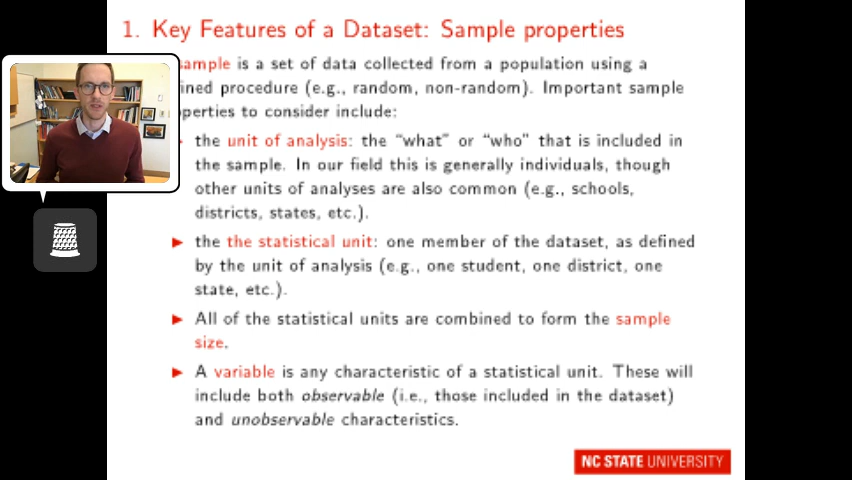 1. Key Features of a Dataset: Sample properties
sample is a set of data collected from a population using a
ined procedure (e.g., random, non-random). Important sample
perties to consider include:
the unit of analysis: the “what” or “who” that is included in
the sample. In our field this is generally individuals, though
other units of analyses are also common (e.g., schools,
districts, states, etc.).
▶ the the statistical unit: one member of the dataset, as defined
by the unit of analysis (e.g., one student, one district, one
state, etc.).
▶ All of the statistical units are combined to form the sample
size.
▶ A variable is any characteristic of a statistical unit. These will
include both observable (i.e., those included in the dataset)
and unobservable characteristics.
NC STATE UNIVERSITY